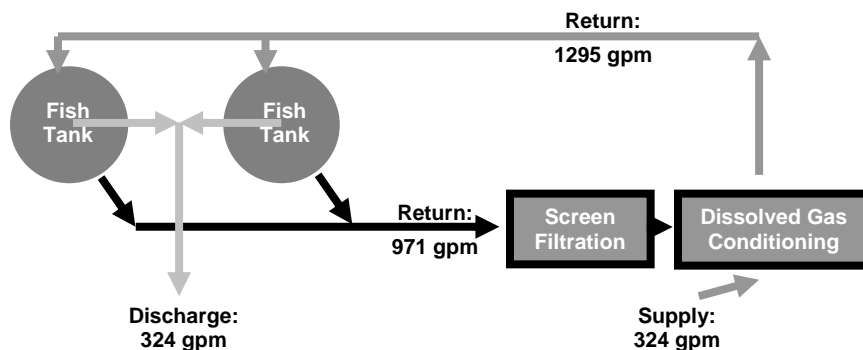 Return:
1295 gpm
Fish
Tank
Fish
Tank
Return:
971 gpm
Screen
Filtration
Dissolved Gas
Conditioning
Discharge:
324 gpm
Supply:
324 gpm